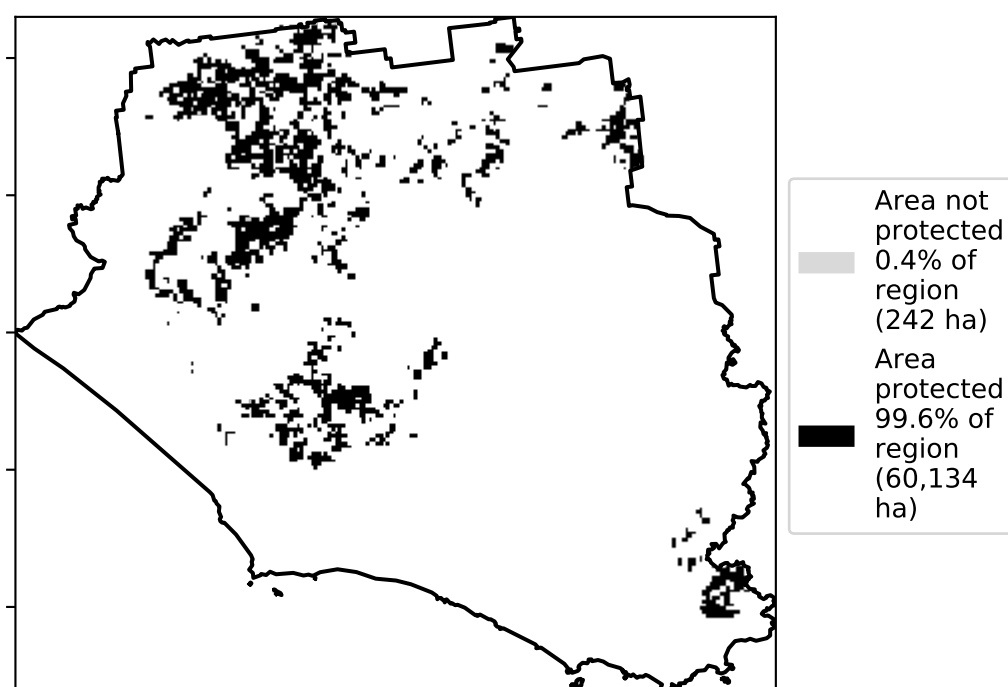 Area not
protected
0.4% of
region
(242 ha)
Area
protected
99.6% of
region
(60,134
ha)